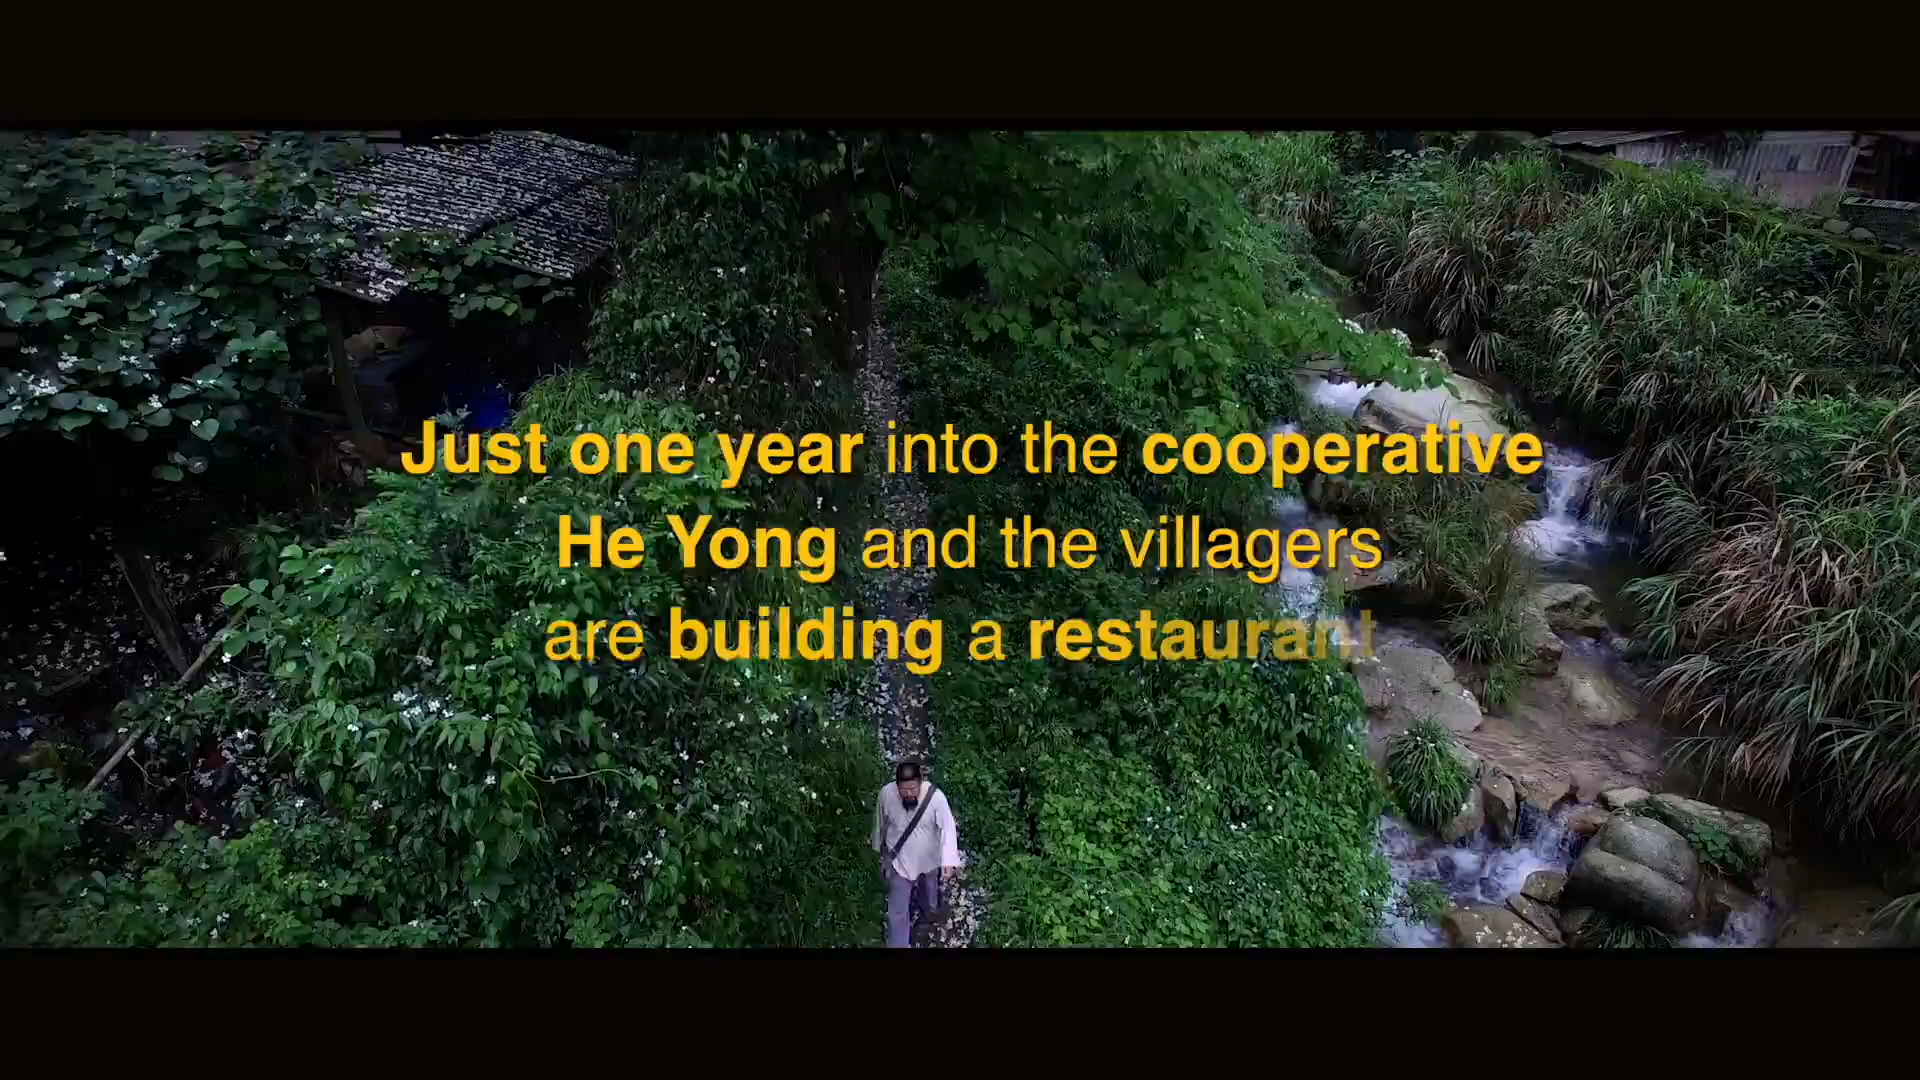 Just one year into the cooperative
He Yong and the villagers
are building a restaurant